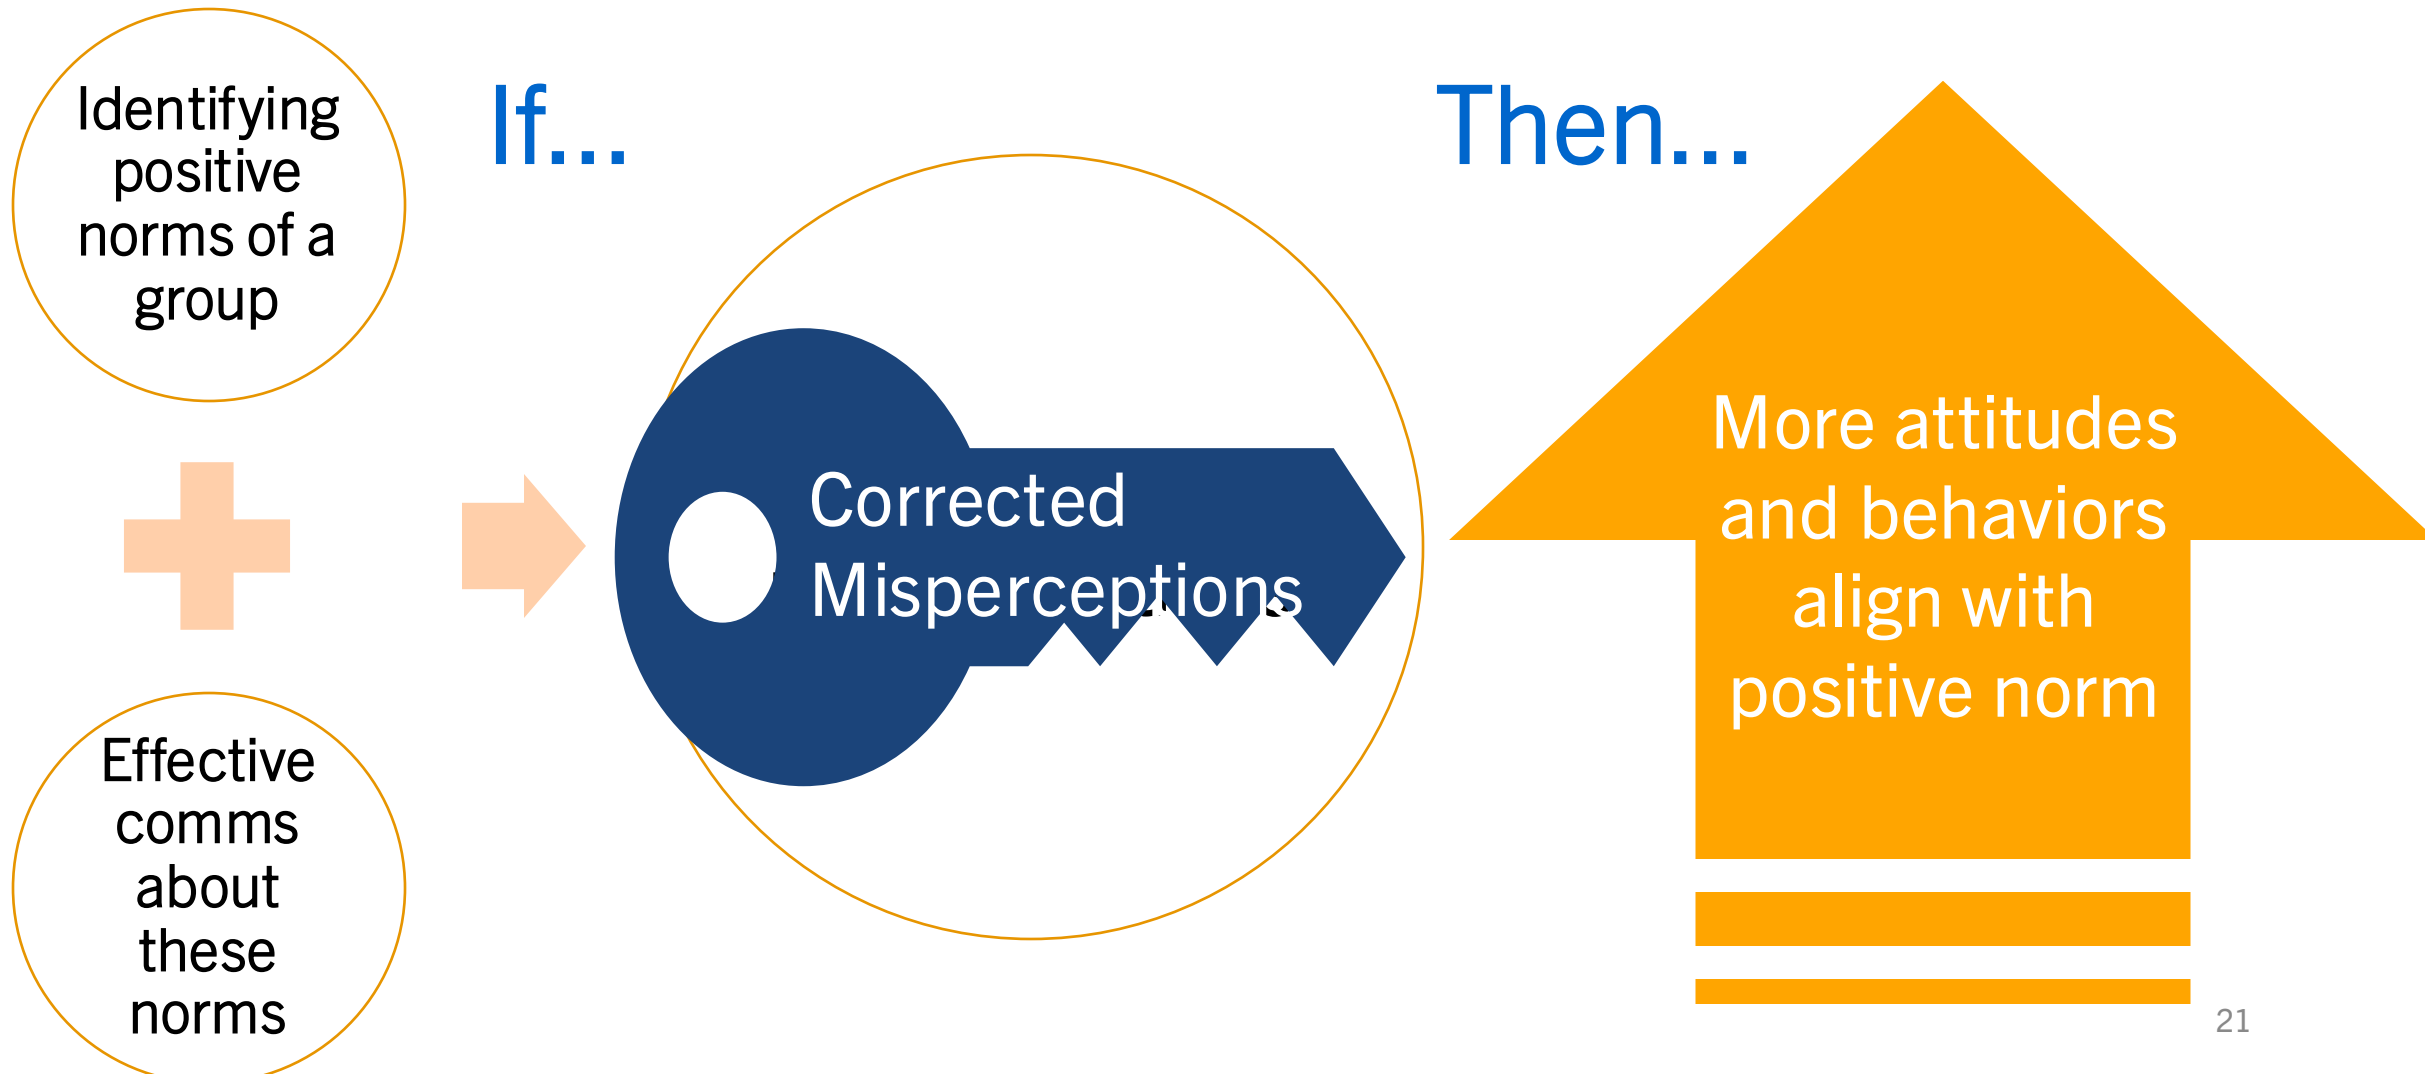 Identifying
positive
norms of a
group
Effective
comms
about
these
norms
If...
Corrected
Misperceptions
Then...
More attitudes
and behaviors
align with
positive norm
21